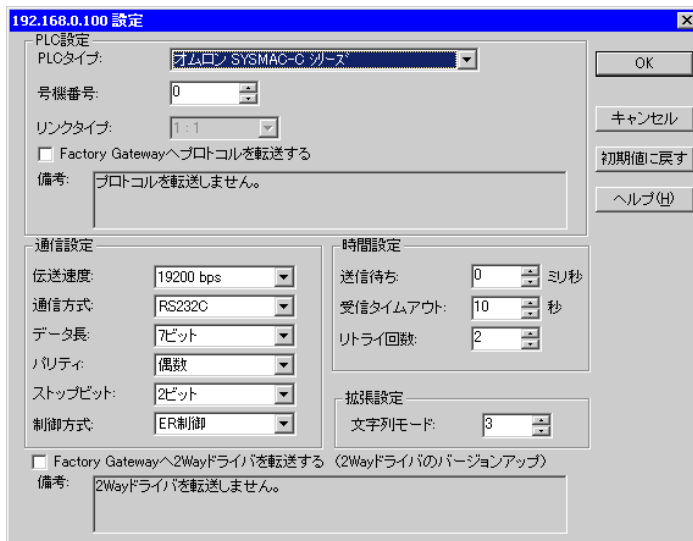 192.168.0.100 設定
PLC設定
PLCタイプ: オムロン SYSMAC-C シリーズ
号機番号: 0
リンクタイプ: 1:1
Factory Gatewayへプロトコルを転送する
備考: プロトコルを転送しません。
OK
キャンセル
初期値に戻す
ヘルプ(H)
通信設定
伝送速度: 19200 bps
通信方式: RS232C
データ長: 7ビット
パリティ: 偶数
ストップビット: 2ビット
制御方式: ER制御
時間設定
送信待ち: 0 ミリ秒
受信タイムアウト: 10 秒
リトライ回数: 2
拡張設定
文字列モード: 3
Factory Gatewayへ2Wayドライバを転送する (2Wayドライバのバージョンアップ)
備考: 2Wayドライバを転送しません。